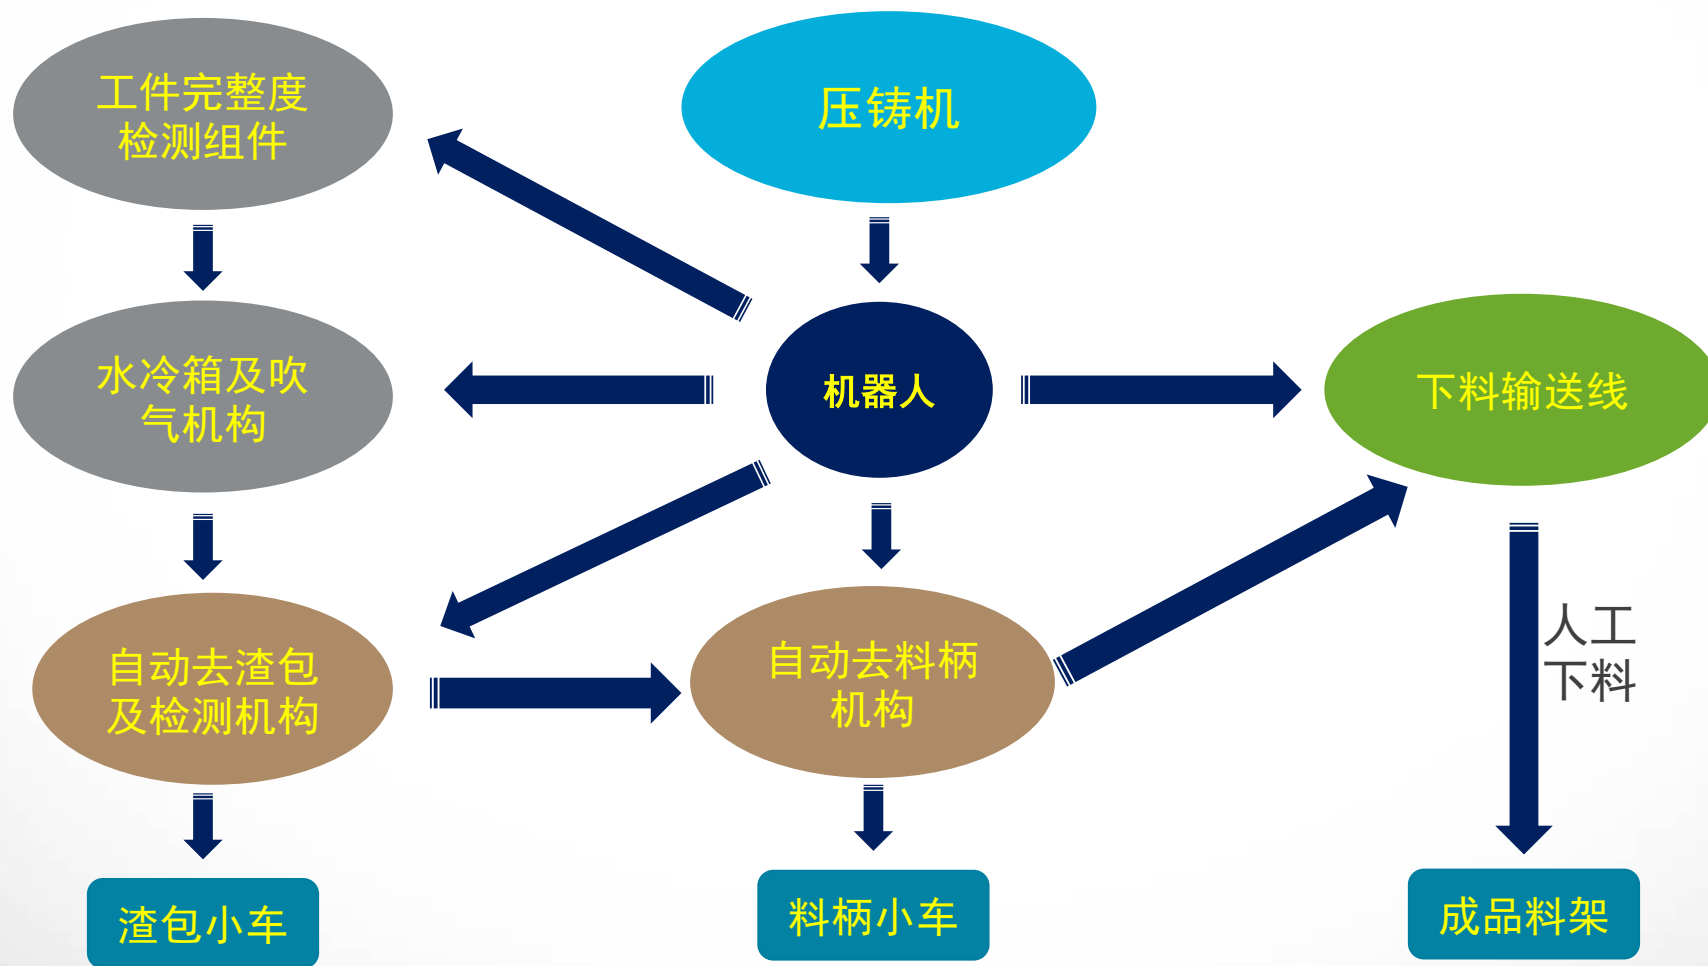 工件完整度
检测组件
压铸机
水冷箱及吹
气机构
机器人
下料输送线
自动去渣包
及检测机构
自动去料柄
机构
人工
下料
渣包小车
料柄小车
成品料架